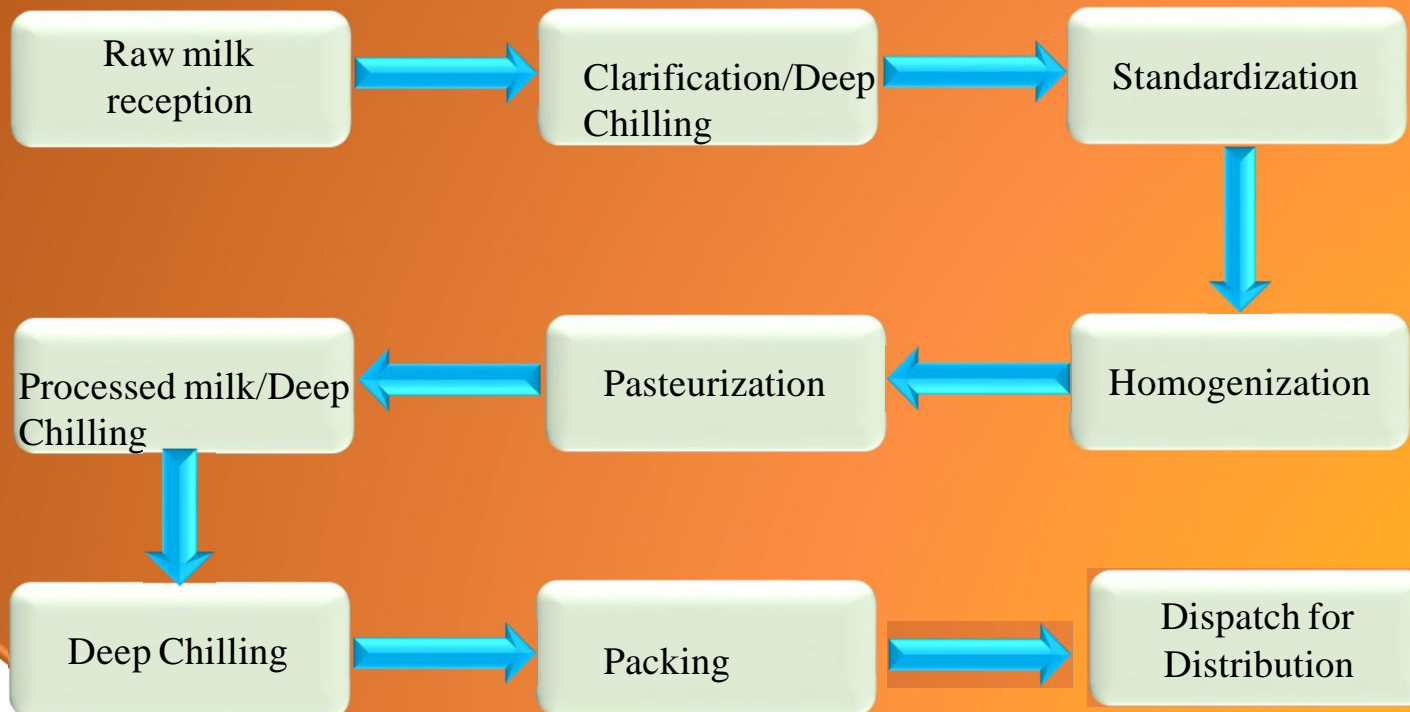 Raw milk
reception
Clarification/Deep
Chilling
Standardization
Homogenization
Pasteurization
Processed milk/Deep
Chilling
Deep Chilling
Packing
Dispatch for
Distribution